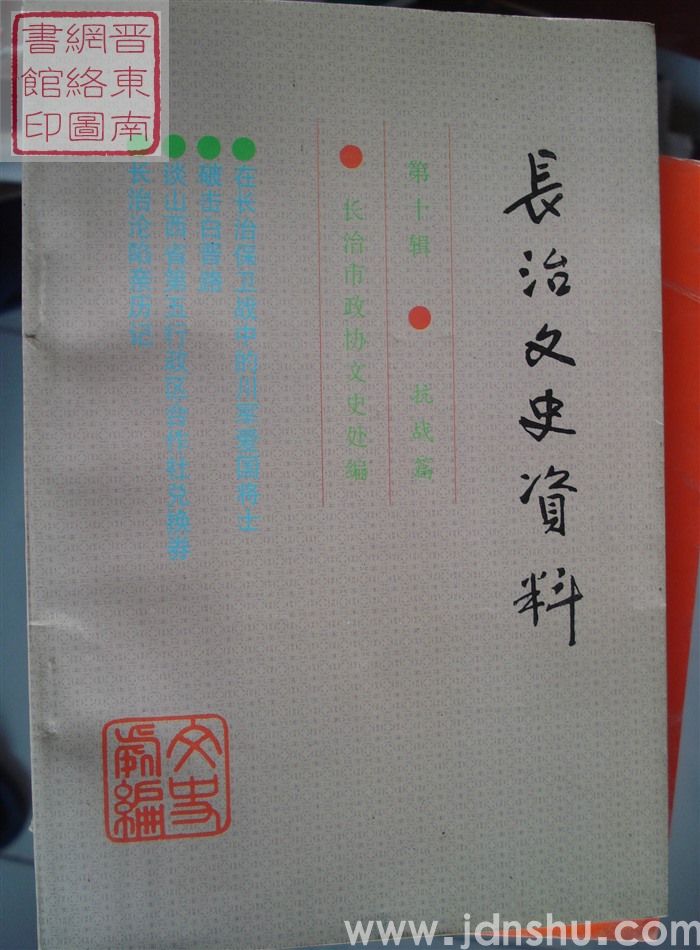 長治文史資料
第十辑 ● 抗战篇
● 长治市政协文史处编
● 在长治保卫战中的川军爱国将士
● 破击白晋路
● 谈山西省第五行政区合作社兑换券
● 长治沦陷亲历记
文史
處編
晋東南
網絡圖
書館印
www.jdnshu.com